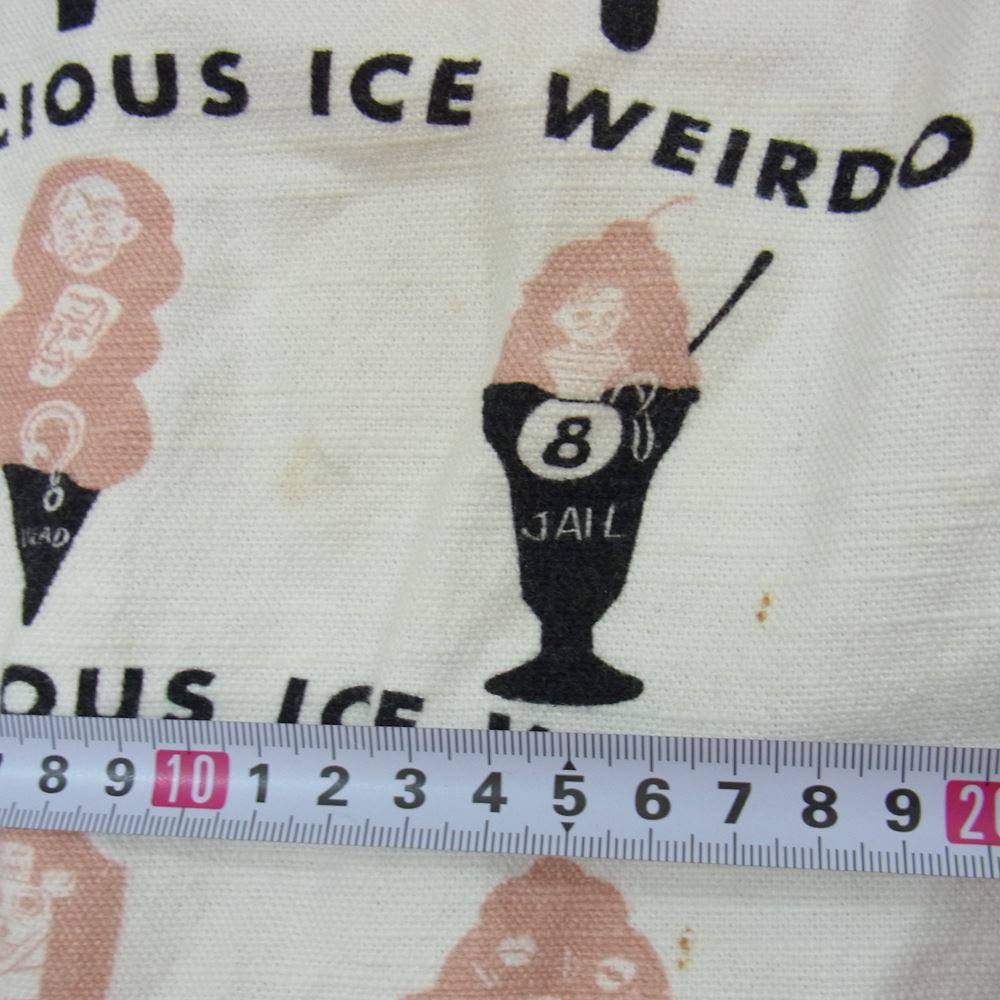 CIOUS ICE WEIRDO
8
JAIL
OUS ICE
8 9 10 1 2 3 4 5 6 7 8 9 20